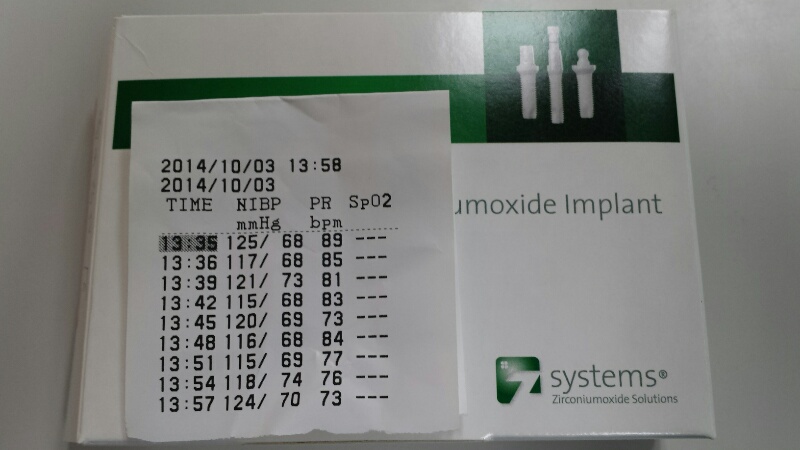 2014/10/03 13:58
2014/10/03
TIME NIBP PR SpO2
mmHg bpm
13:35 125/ 68 89 ---
13:36 117/ 68 85 ---
13:39 121/ 73 81 ---
13:42 115/ 68 83 ---
13:45 120/ 69 73 ---
13:48 116/ 68 84 ---
13:51 115/ 69 77 ---
13:54 118/ 74 76 ---
13:57 124/ 70 73 ---
umoxide Implant
7 systems®
Zirconiumoxide Solutions